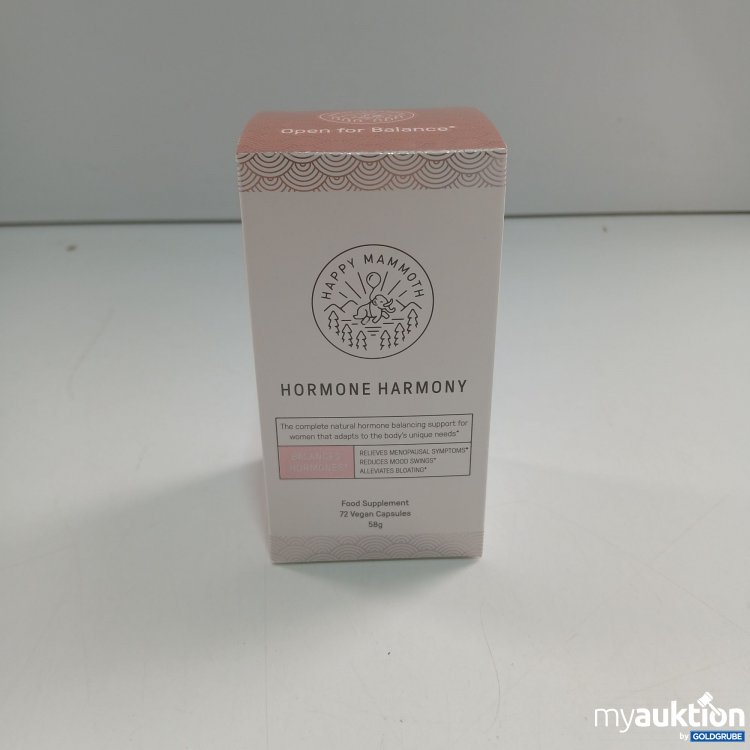 Open for Balance*
HAPPY MAMMOTH
HORMONE HARMONY
The complete natural hormone balancing support for
women that adapts to the body's unique needs*
BALANCES
HORMONES*
RELIEVES MENOPAUSAL SYMPTOMS*
REDUCES MOOD SWINGS*
ALLEVIATES BLOATING*
Food Supplement
72 Vegan Capsules
58g
myauktion
by GOLDGRUBE